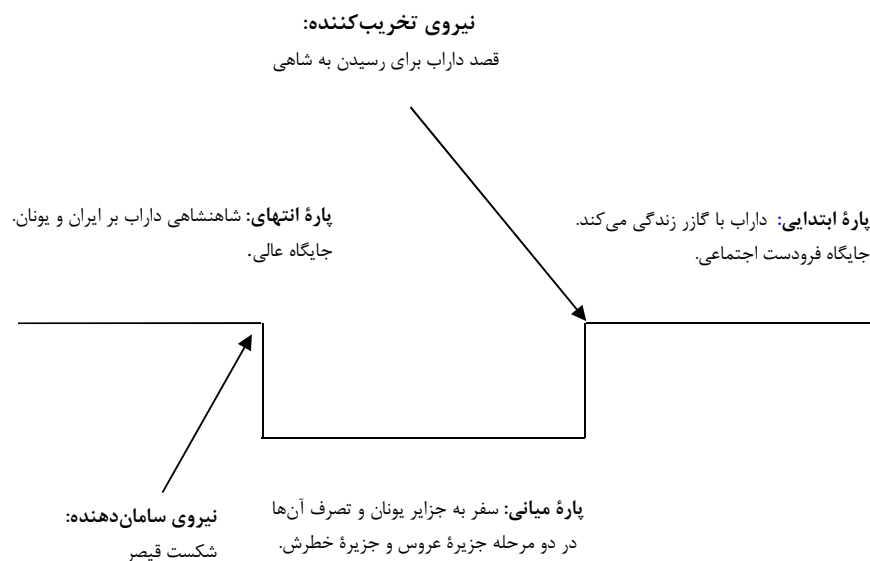 نیروی تخریب‌کننده:
قصد داراب برای رسیدن به شاهی
پارهٔ ابتدایی: داراب با گازر زندگی می‌کند.
جایگاه فرودست اجتماعی.
پارهٔ انتهای: شاهنشاهی داراب بر ایران و یونان.
جایگاه عالی.
پارهٔ میانی: سفر به جزایر یونان و تصرف آن‌ها
در دو مرحله جزیرهٔ عروس و جزیرهٔ خطرش.
نیروی سامان‌دهنده:
شکست قیصر